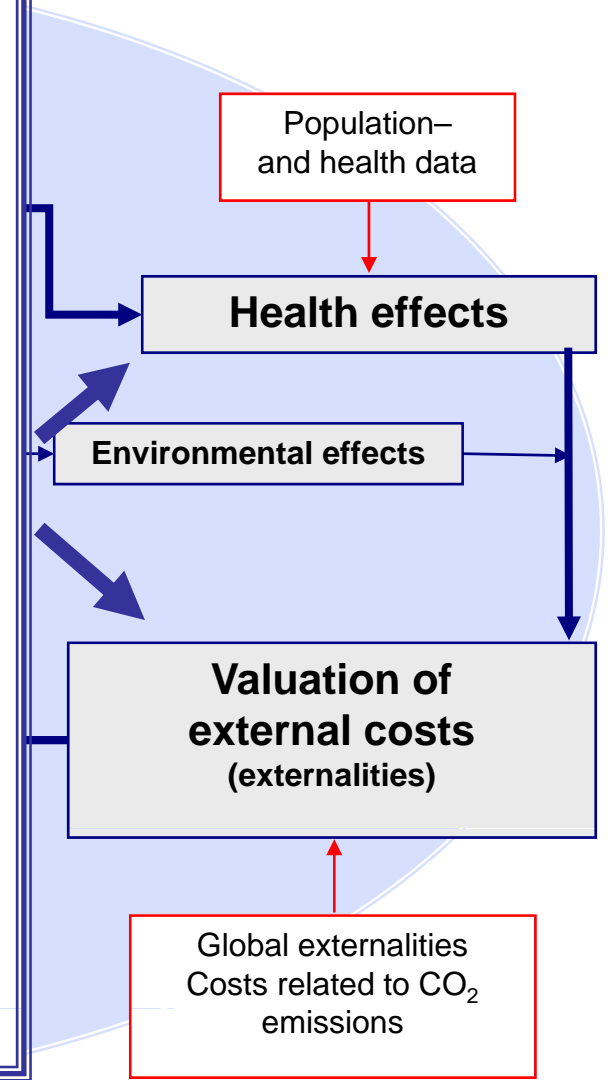 Population–
and health data
Health effects
Environmental effects
Valuation of
external costs
(externalities)
Global externalities
Costs related to CO₂
emissions